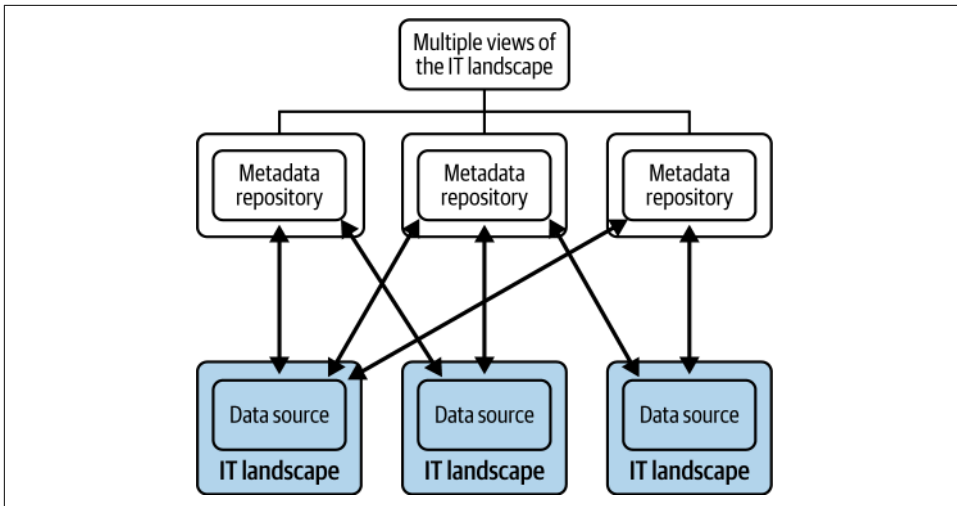 Multiple views of
the IT landscape
Metadata
repository
Metadata
repository
Metadata
repository
Data source
Data source
Data source
IT landscape
IT landscape
IT landscape